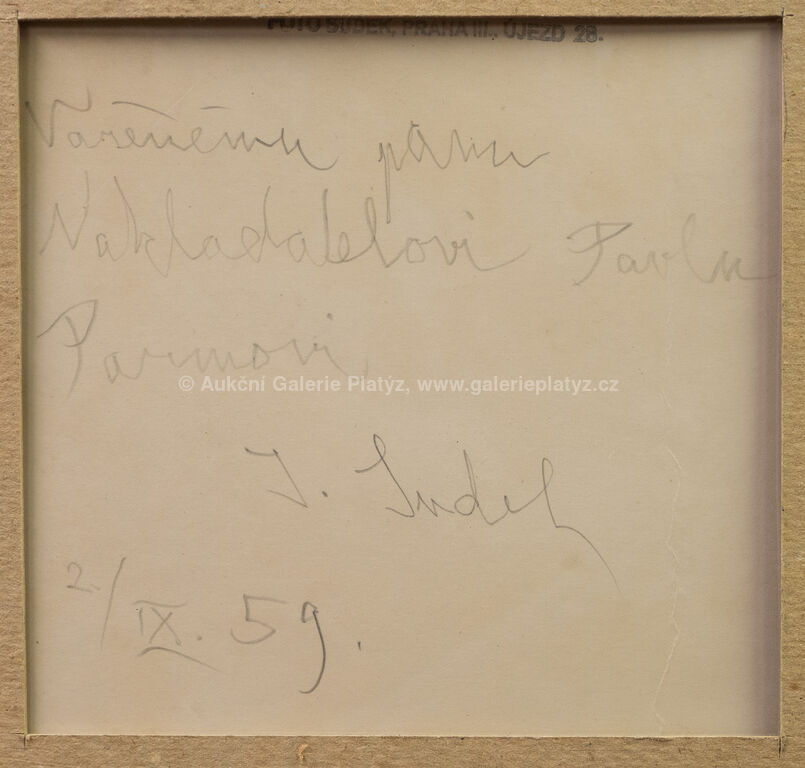 FOTO SUDEK, PRAHA III., ÚJEZD 28.
Váženému pánu
Nakladatelovi Pavlu
Parmovi
© Aukční Galerie Platýz, www.galerieplatyz.cz
J. Sudek
2/IX. 59.